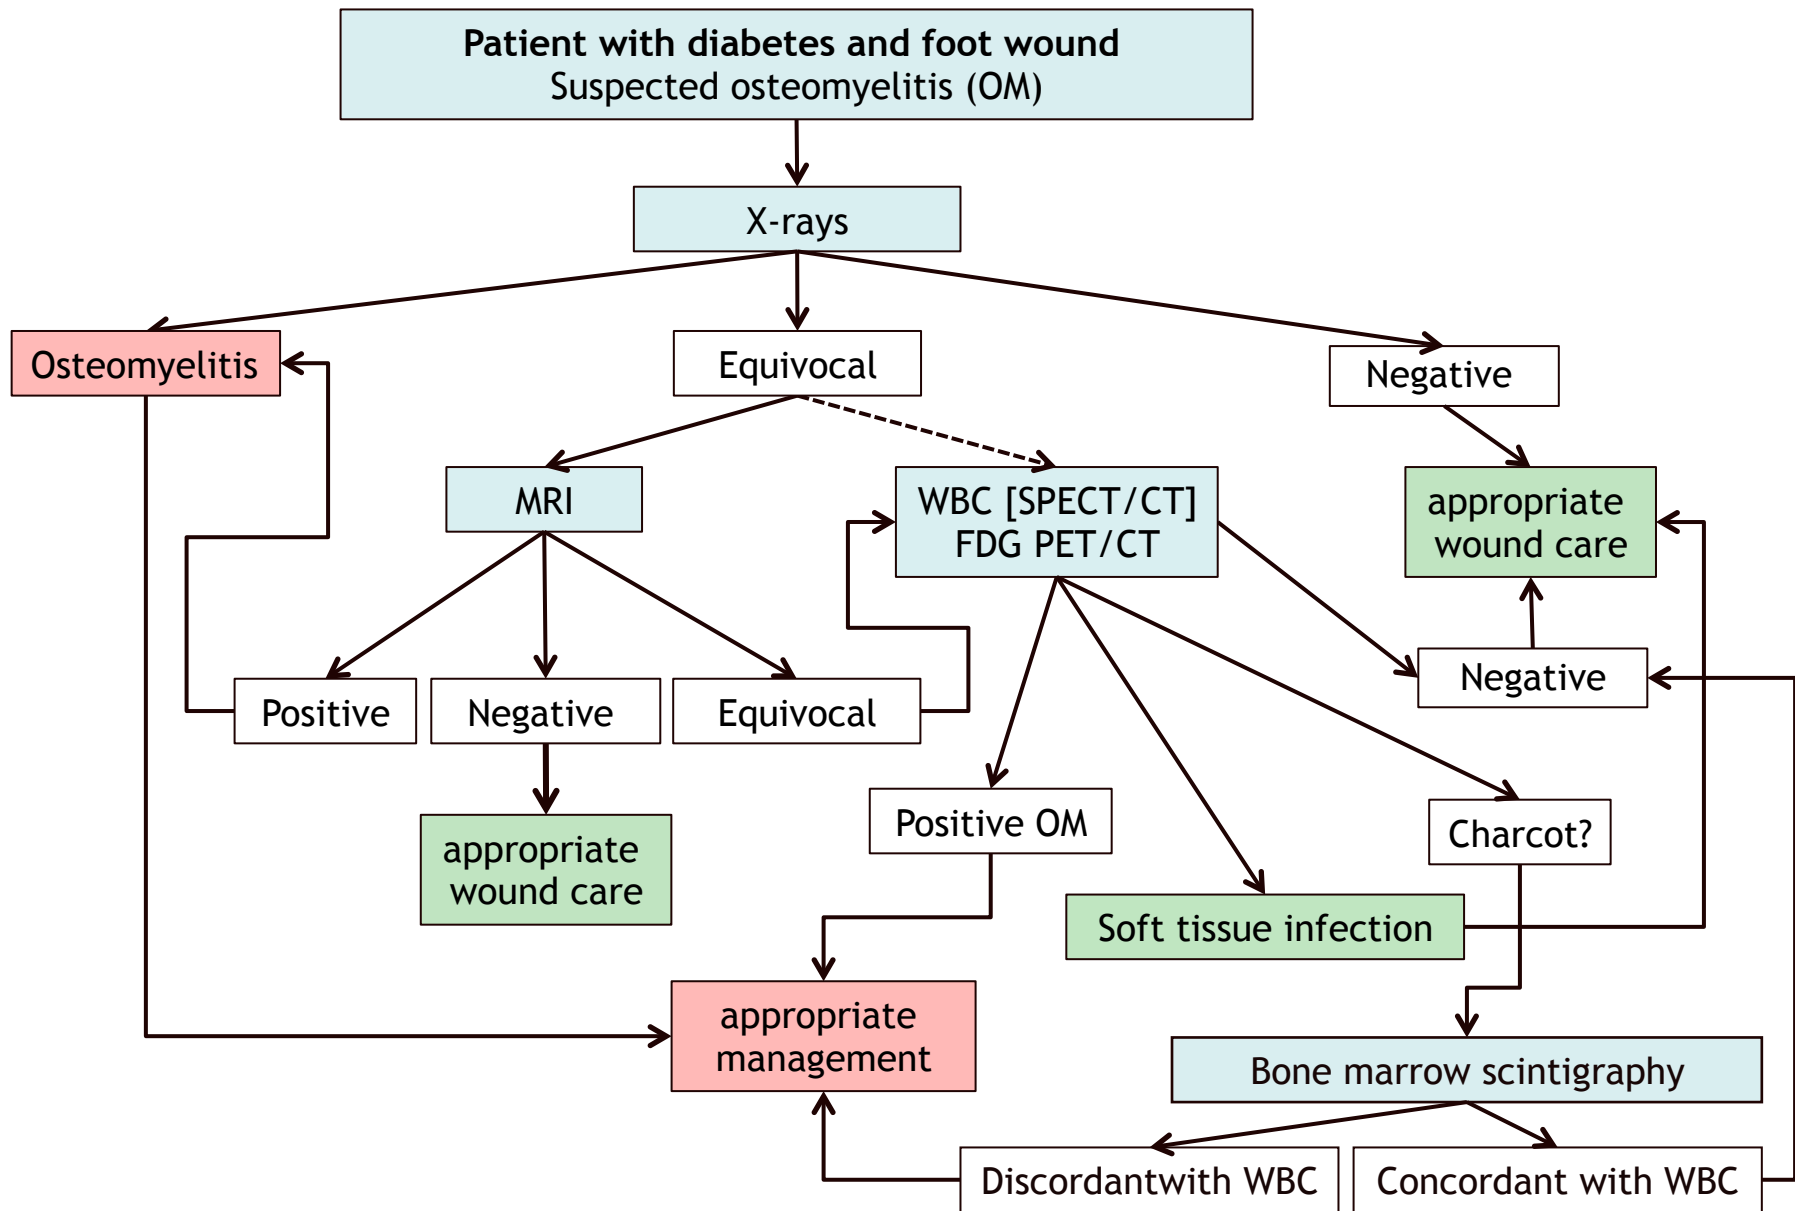 Patient with diabetes and foot wound
Suspected osteomyelitis (OM)
X-rays
Osteomyelitis
Equivocal
Negative
MRI
WBC [SPECT/CT]
FDG PET/CT
appropriate
wound care
Positive
Negative
Equivocal
Negative
Positive OM
Charcot?
appropriate
wound care
Soft tissue infection
appropriate
management
Bone marrow scintigraphy
Discordantwith WBC
Concordant with WBC